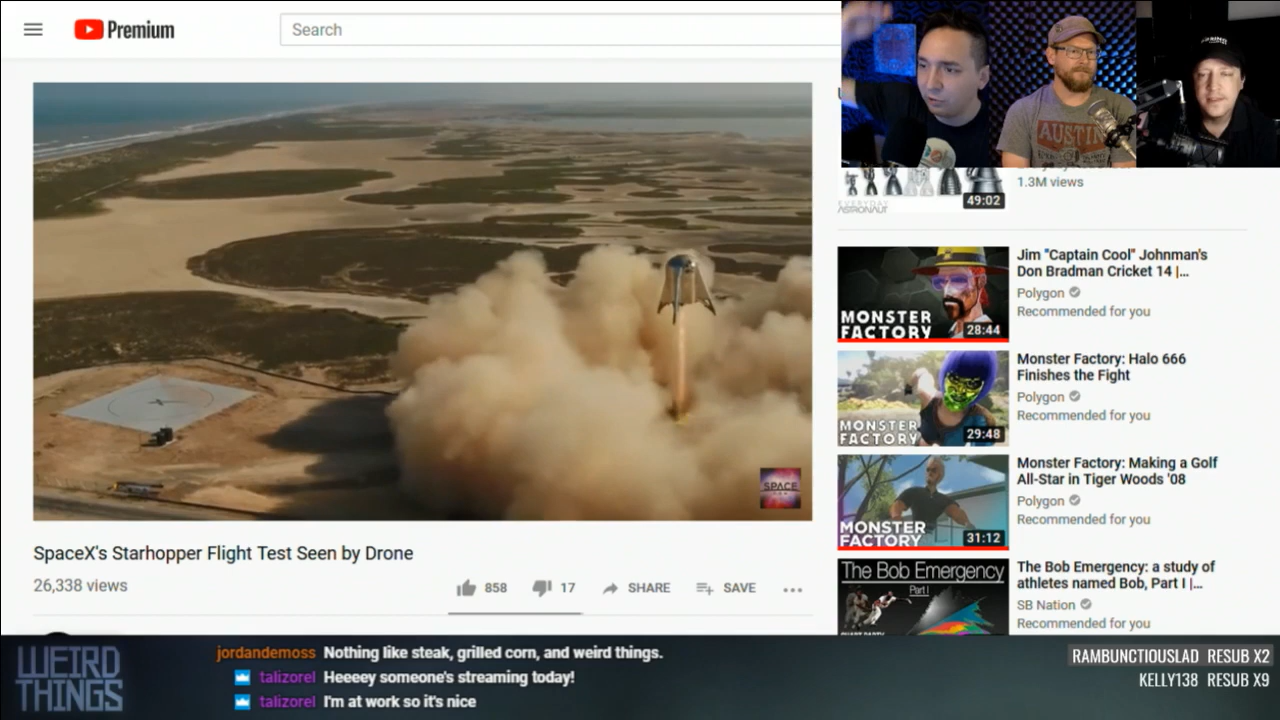 Premium
Search
AUSTIN
1.3M views
EVERYDAY
ASTRONAUT
49:02
Jim "Captain Cool" Johnman's
Don Bradman Cricket 14 |...
Polygon
Recommended for you
MONSTER
FACTORY
28:44
Monster Factory: Halo 666
Finishes the Fight
Polygon
Recommended for you
MONSTER
FACTORY
29:48
Monster Factory: Making a Golf
All-Star in Tiger Woods '08
Polygon
Recommended for you
MONSTER
FACTORY
31:12
The Bob Emergency: a study of
athletes named Bob, Part I |...
SB Nation
Recommended for you
The Bob Emergency
Part I
SPACE
SpaceX's Starhopper Flight Test Seen by Drone
26,338 views
858
17
SHARE
SAVE
WEIRD
THINGS
jordandemoss Nothing like steak, grilled corn, and weird things.
talizorel Heeeey someone's streaming today!
talizorel I'm at work so it's nice
RAMBUNCTIOUSLAD RESUB X2
KELLY138 RESUB X9